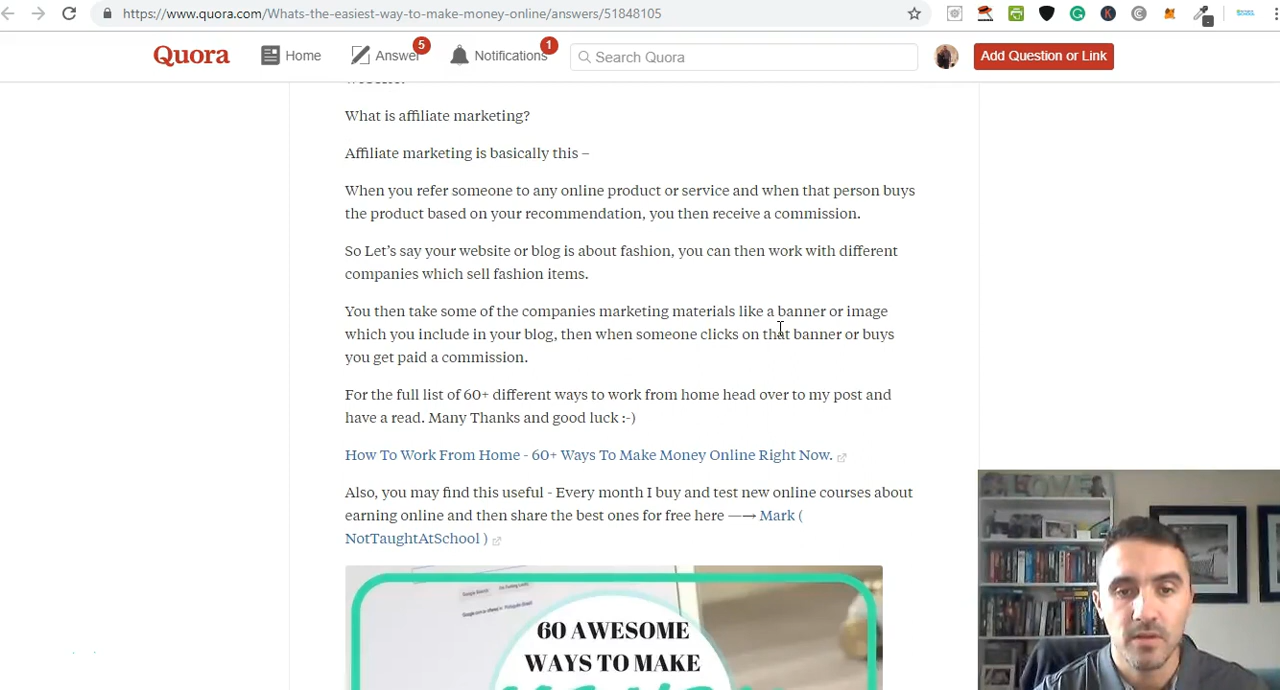 https://www.quora.com/Whats-the-easiest-way-to-make-money-online/answers/51848105
Quora
Home
Answer
5
Notifications
1
Search Quora
Add Question or Link
What is affiliate marketing?
Affiliate marketing is basically this –
When you refer someone to any online product or service and when that person buys
the product based on your recommendation, you then receive a commission.
So Let's say your website or blog is about fashion, you can then work with different
companies which sell fashion items.
You then take some of the companies marketing materials like a banner or image
which you include in your blog, then when someone clicks on that banner or buys
you get paid a commission.
For the full list of 60+ different ways to work from home head over to my post and
have a read. Many Thanks and good luck :-)
How To Work From Home - 60+ Ways To Make Money Online Right Now.
Also, you may find this useful - Every month I buy and test new online courses about
earning online and then share the best ones for free here —→ Mark (
NotTaughtAtSchool )
60 AWESOME
WAYS TO MAKE